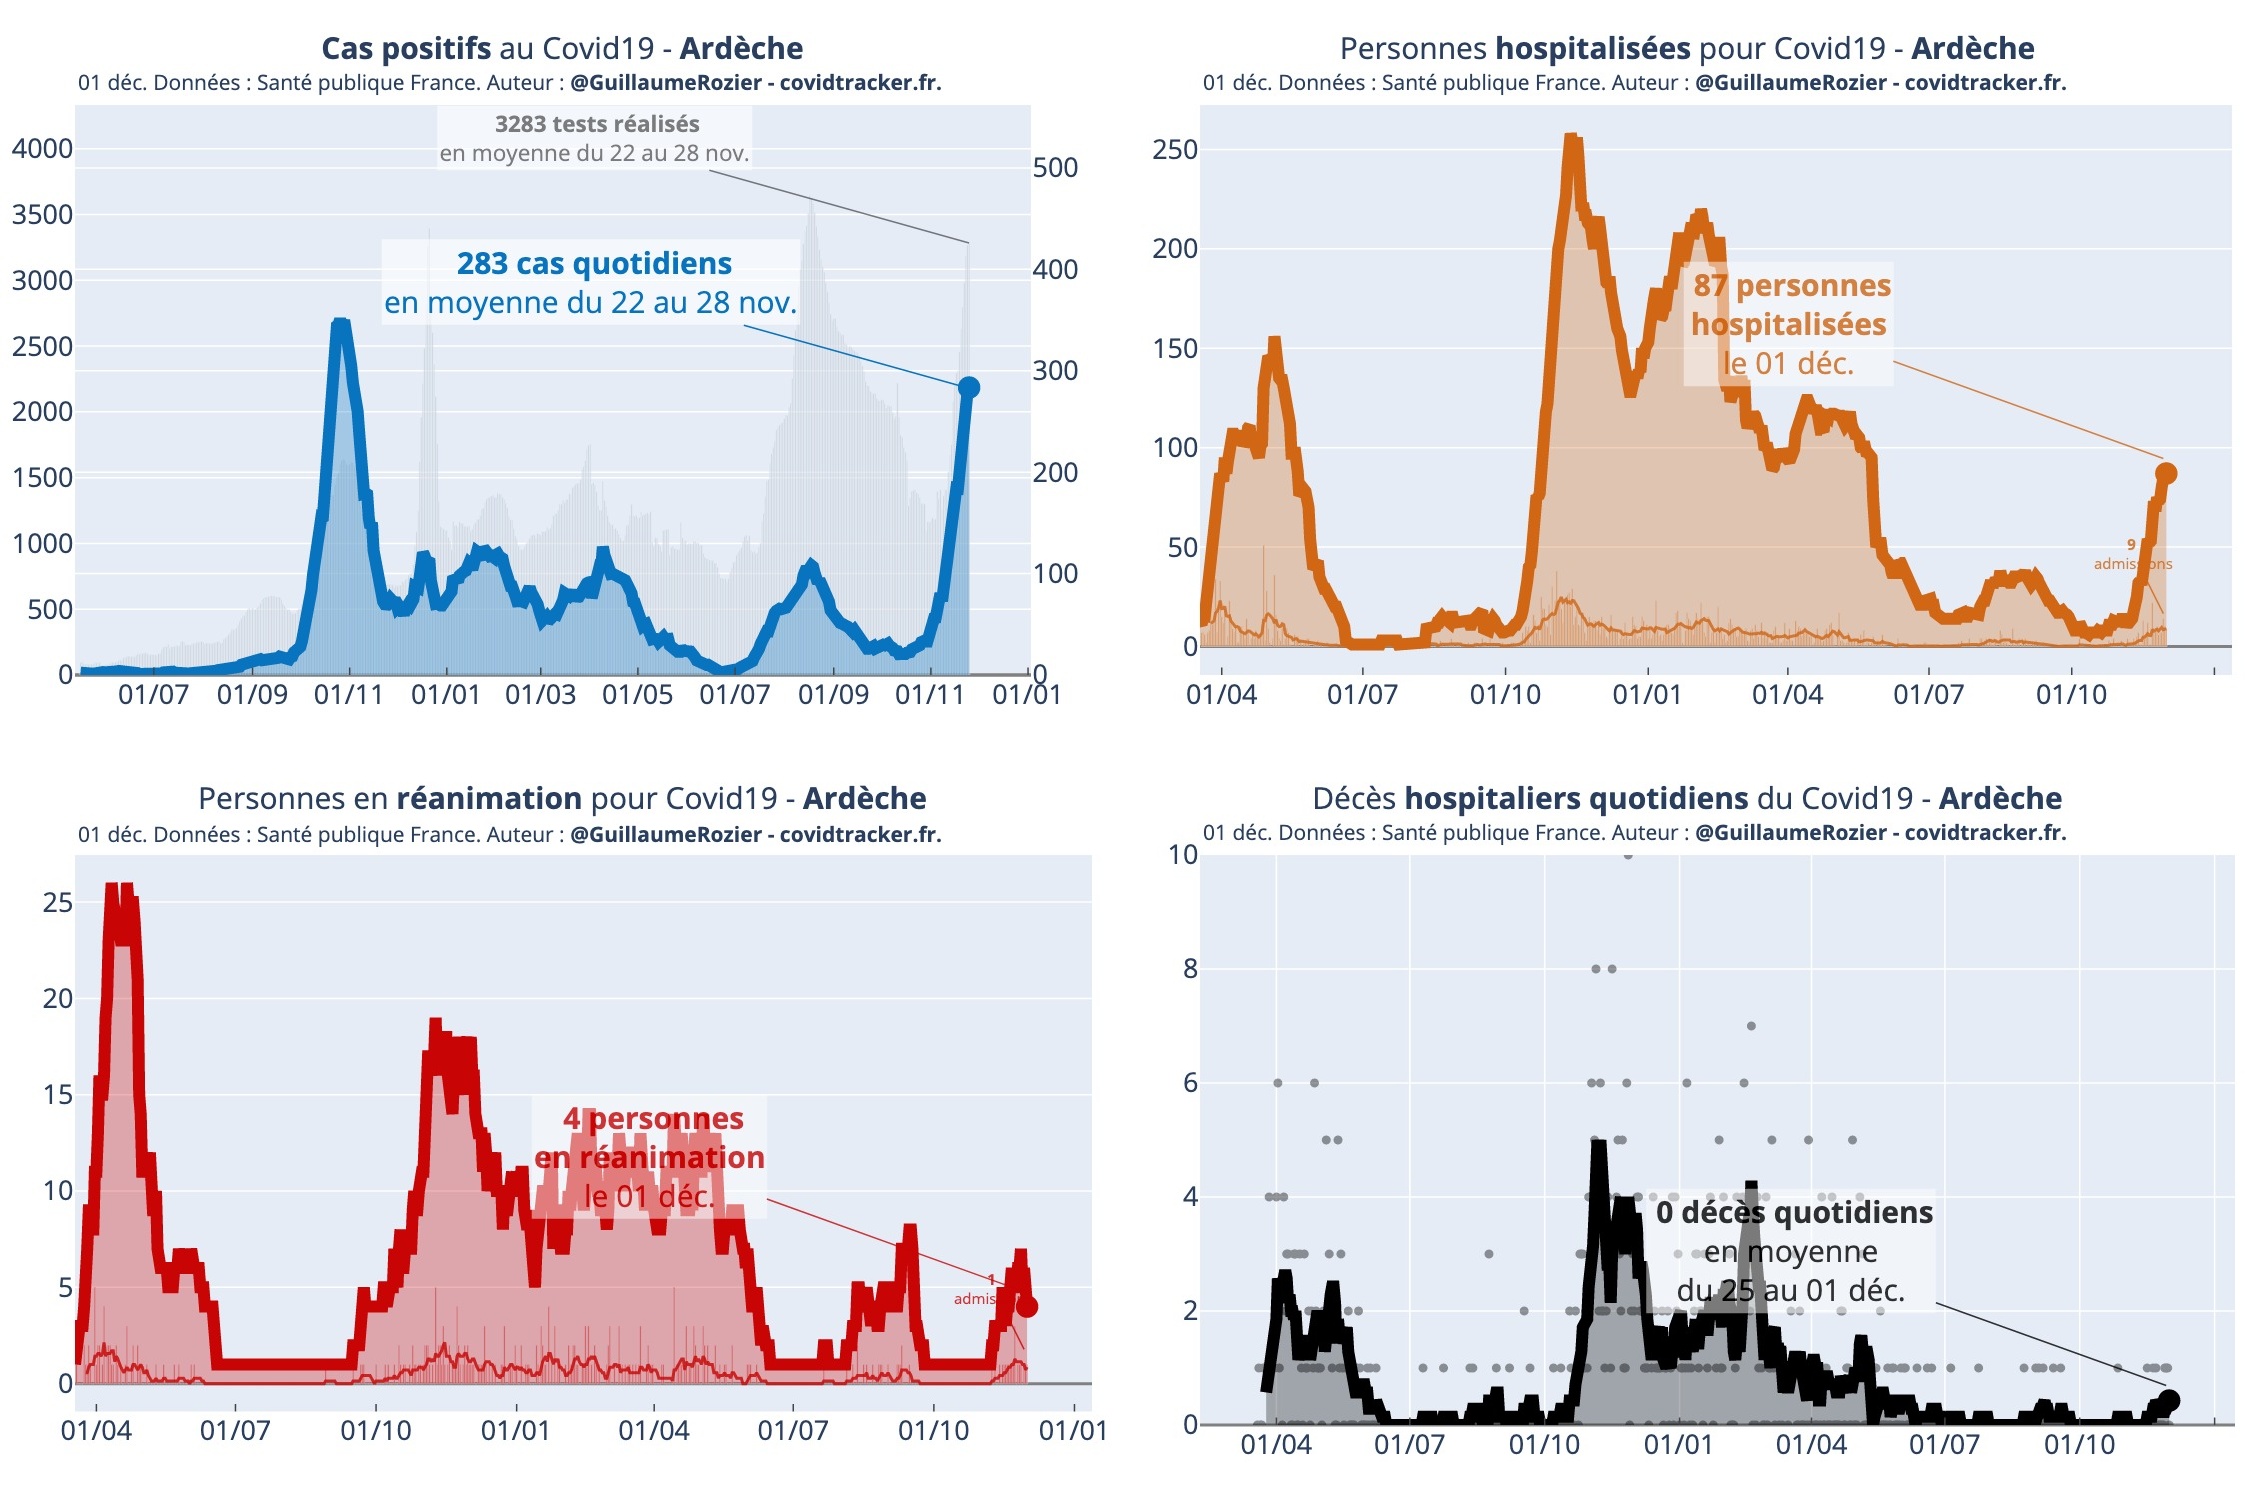 Cas positifs au Covid19 - Ardèche
01 déc. Données : Santé publique France. Auteur : @GuillaumeRozier - covidtracker.fr.
3283 tests réalisés
en moyenne du 22 au 28 nov.
283 cas quotidiens
en moyenne du 22 au 28 nov.
4000
3500
3000
2500
2000
1500
1000
500
0
500
400
300
200
100
0
01/07 01/09 01/11 01/01 01/03 01/05 01/07 01/09 01/11 01/01
Personnes hospitalisées pour Covid19 - Ardèche
01 déc. Données : Santé publique France. Auteur : @GuillaumeRozier - covidtracker.fr.
87 personnes
hospitalisées
le 01 déc.
9
admissions
250
200
150
100
50
0
01/04 01/07 01/10 01/01 01/04 01/07 01/10
Personnes en réanimation pour Covid19 - Ardèche
01 déc. Données : Santé publique France. Auteur : @GuillaumeRozier - covidtracker.fr.
4 personnes
en réanimation
le 01 déc.
1
25
20
15
10
5
0
01/04 01/07 01/10 01/01 01/04 01/07 01/10 01/01
Décès hospitaliers quotidiens du Covid19 - Ardèche
01 déc. Données : Santé publique France. Auteur : @GuillaumeRozier - covidtracker.fr.
0 décès quotidiens
en moyenne
du 25 au 01 déc.
10
8
6
4
2
0
01/04 01/07 01/10 01/01 01/04 01/07 01/10